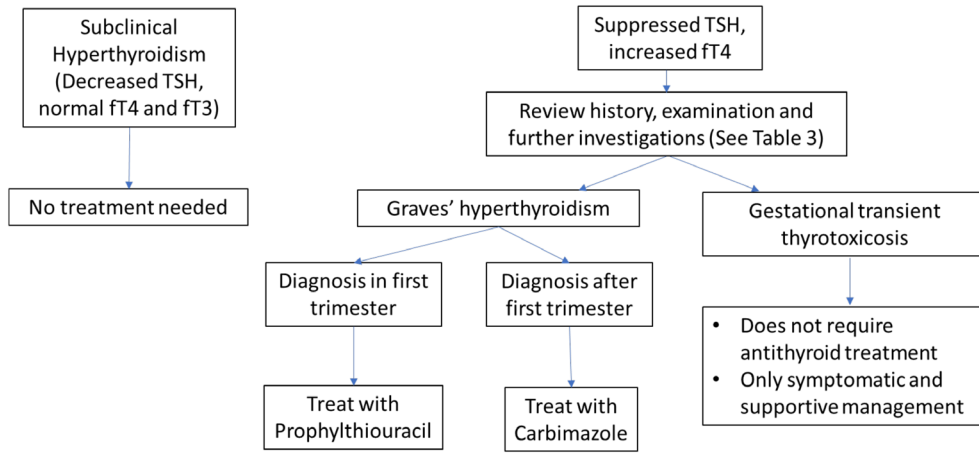 Subclinical
Hyperthyroidism
(Decreased TSH,
normal fT4 and fT3)
No treatment needed
Suppressed TSH,
increased fT4
Review history, examination and
further investigations (See Table 3)
Graves' hyperthyroidism
Gestational transient
thyrotoxicosis
Diagnosis in first
trimester
Diagnosis after
first trimester
• Does not require
antithyroid treatment
• Only symptomatic and
supportive management
Treat with
Prophylthiouracil
Treat with
Carbimazole